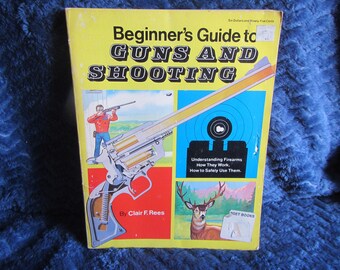 Beginner's Guide to
GUNS AND
SHOOTING
Understanding Firearms
How They Work.
How to Safely Use Them.
By Clair F. Rees